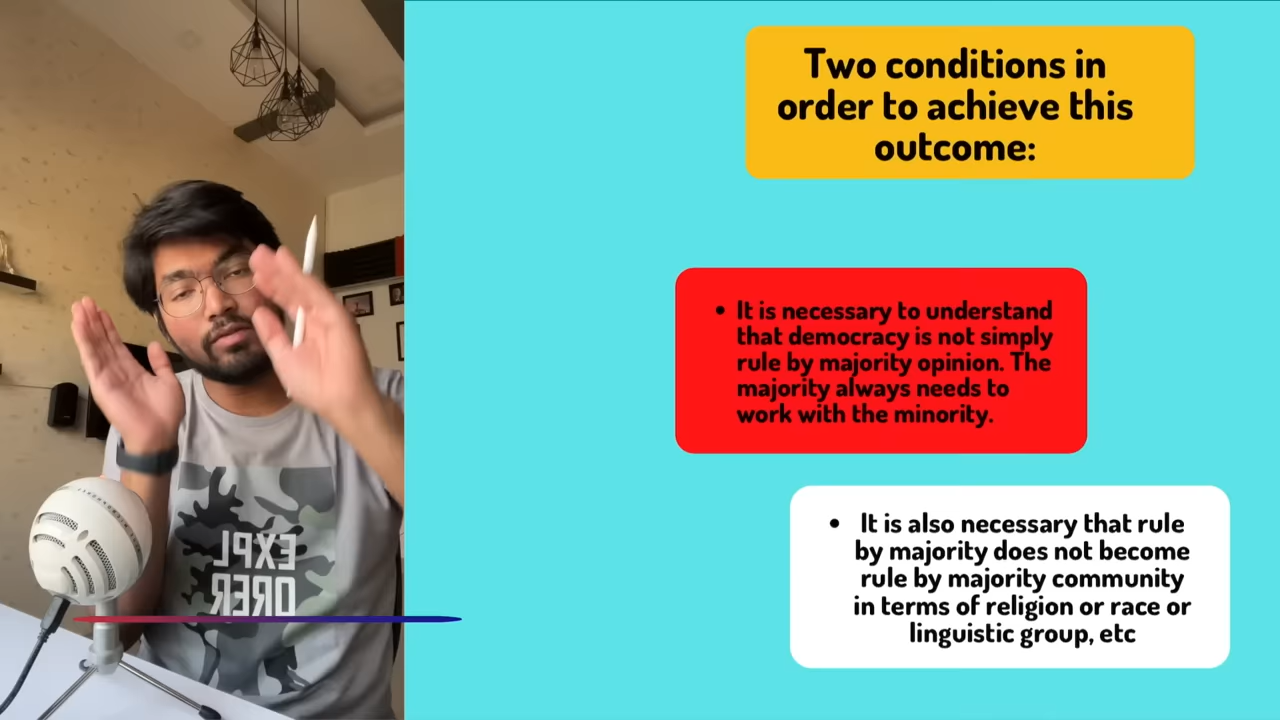 Two conditions in
order to achieve this
outcome:
• It is necessary to understand
that democracy is not simply
rule by majority opinion. The
majority always needs to
work with the minority.
• It is also necessary that rule
by majority does not become
rule by majority community
in terms of religion or race or
linguistic group, etc
EXPL
ORER